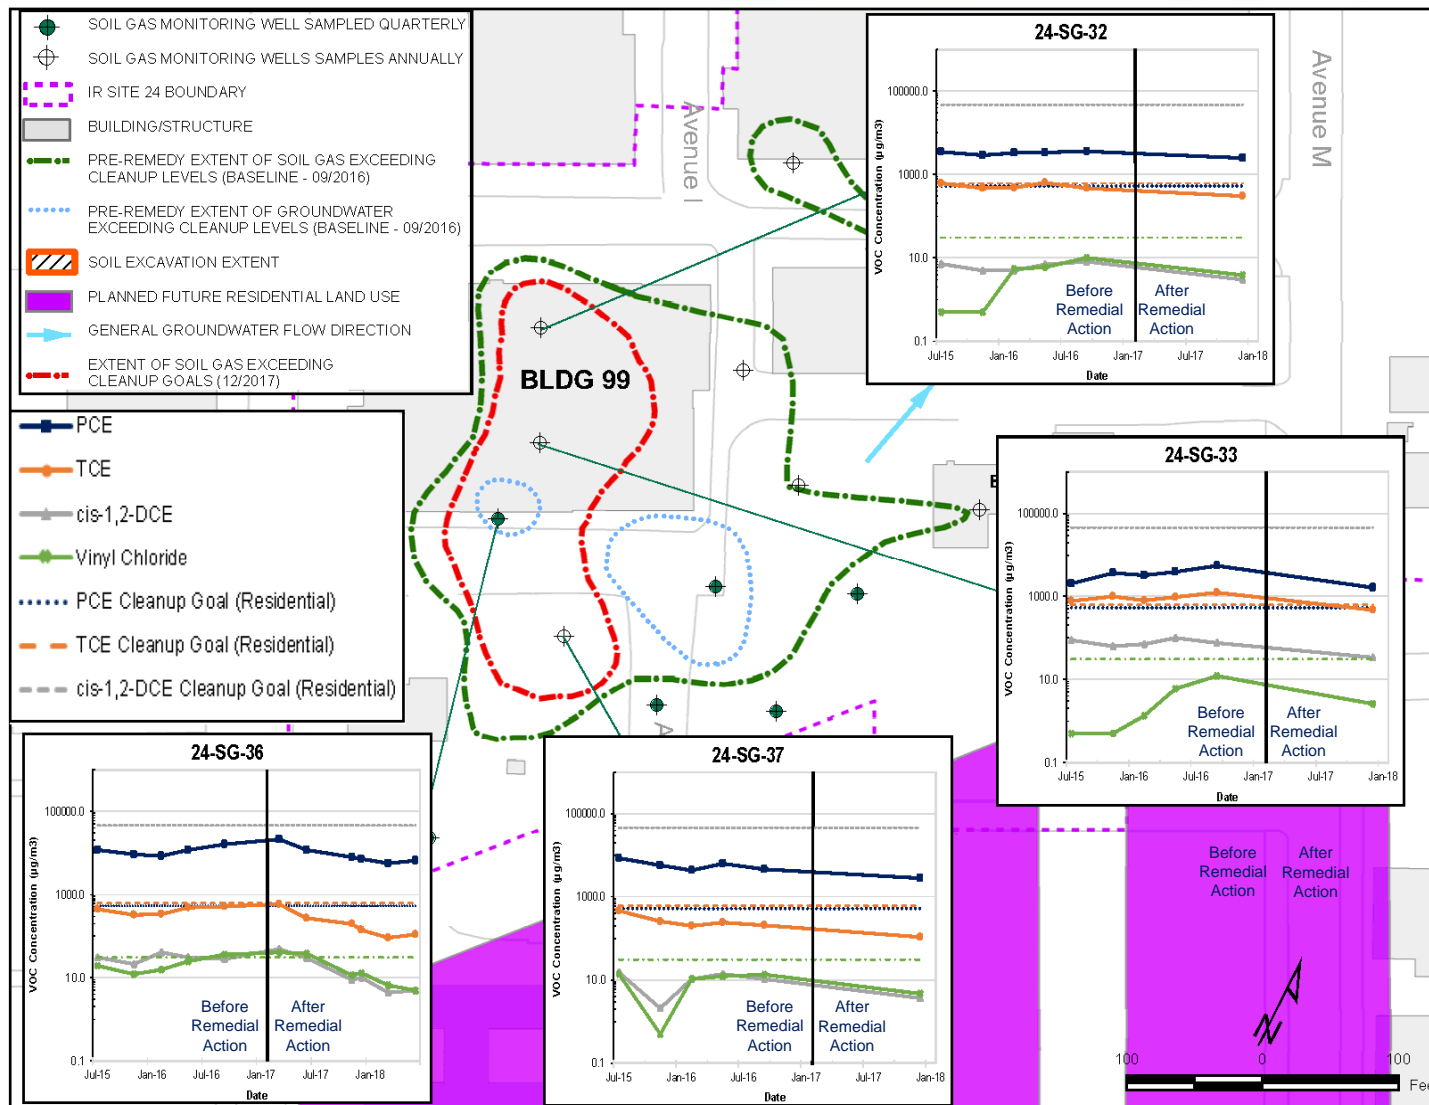 SOIL GAS MONITORING WELL SAMPLED QUARTERLY
SOIL GAS MONITORING WELLS SAMPLES ANNUALLY
IR SITE 24 BOUNDARY
BUILDING/STRUCTURE
PRE-REMEDY EXTENT OF SOIL GAS EXCEEDING
CLEANUP LEVELS (BASELINE - 09/2016)
PRE-REMEDY EXTENT OF GROUNDWATER
EXCEEDING CLEANUP LEVELS (BASELINE - 09/2016)
SOIL EXCAVATION EXTENT
PLANNED FUTURE RESIDENTIAL LAND USE
GENERAL GROUNDWATER FLOW DIRECTION
EXTENT OF SOIL GAS EXCEEDING
CLEANUP GOALS (12/2017)
PCE
TCE
cis-1,2-DCE
Vinyl Chloride
PCE Cleanup Goal (Residential)
TCE Cleanup Goal (Residential)
cis-1,2-DCE Cleanup Goal (Residential)
Avenue I
Avenue M
BLDG 99
B
A
24-SG-32
VOC Concentration (µg/m3)
100000.0
1000.0
10.0
0.1
Before
Remedial
Action
After
Remedial
Action
Jul-15
Jan-16
Jul-16
Jan-17
Jul-17
Jan-18
Date
24-SG-33
VOC Concentration (µg/m3)
100000.0
1000.0
10.0
0.1
Before
Remedial
Action
After
Remedial
Action
Jul-15
Jan-16
Jul-16
Jan-17
Jul-17
Jan-18
Date
24-SG-36
VOC Concentration (µg/m3)
100000.0
1000.0
10.0
0.1
Before
Remedial
Action
After
Remedial
Action
Jul-15
Jan-16
Jul-16
Jan-17
Jul-17
Jan-18
Date
24-SG-37
VOC Concentration (µg/m3)
100000.0
1000.0
10.0
0.1
Before
Remedial
Action
After
Remedial
Action
Jul-15
Jan-16
Jul-16
Jan-17
Jul-17
Jan-18
Date
Before
Remedial
Action
After
Remedial
Action
N
100
0
100
Fee